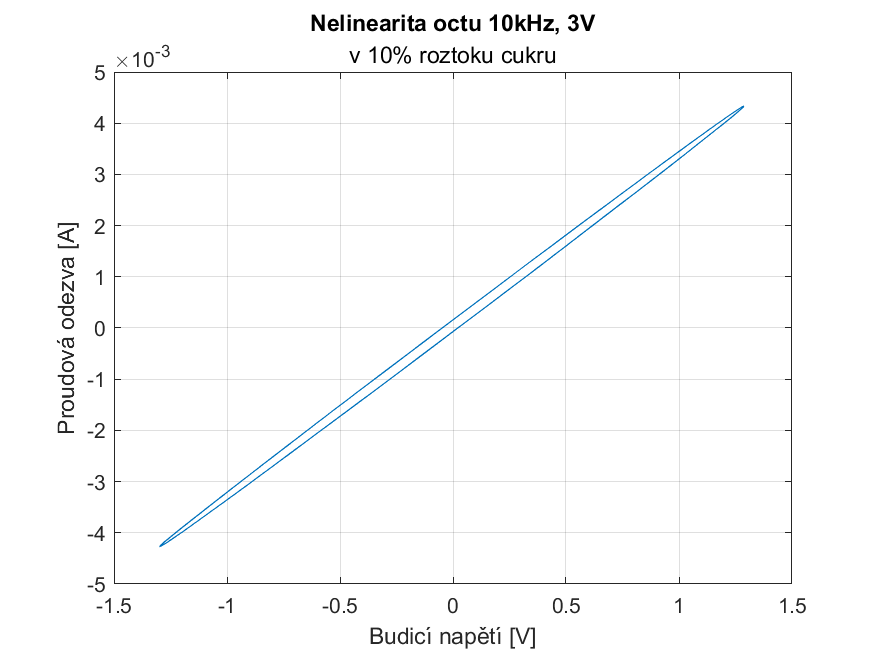 Nelinearita octu 10kHz, 3V
v 10% roztoku cukru
×10⁻³
5
4
3
2
1
0
-1
-2
-3
-4
-5
Proudová odezva [A]
-1.5 -1 -0.5 0 0.5 1 1.5
Budicí napětí [V]